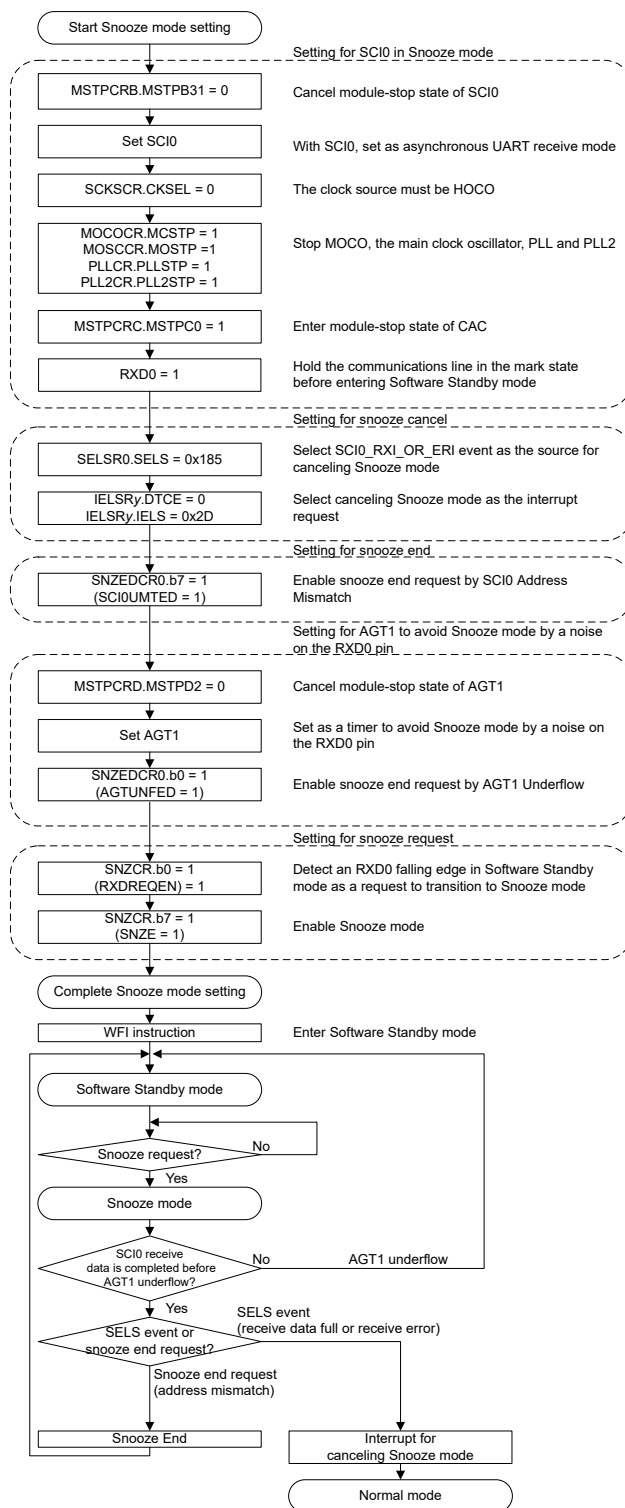 Start Snooze mode setting
Setting for SCI0 in Snooze mode
MSTPCRB.MSTPB31 = 0
Cancel module-stop state of SCI0
Set SCI0
With SCI0, set as asynchronous UART receive mode
SCKSCR.CKSEL = 0
The clock source must be HOCO
MOCOCR.MCSTP = 1
MOSCCR.MOSTP =1
PLLCR.PLLSTP = 1
PLL2CR.PLL2STP = 1
Stop MOCO, the main clock oscillator, PLL and PLL2
MSTPCRC.MSTPC0 = 1
Enter module-stop state of CAC
RXD0 = 1
Hold the communications line in the mark state
before entering Software Standby mode
Setting for snooze cancel
SELSR0.SELS = 0x185
Select SCI0_RXI_OR_ERI event as the source for
canceling Snooze mode
IELSRy.DTCE = 0
IELSRy.IELS = 0x2D
Select canceling Snooze mode as the interrupt
request
Setting for snooze end
SNZEDCR0.b7 = 1
(SCI0UMTED = 1)
Enable snooze end request by SCI0 Address
Mismatch
Setting for AGT1 to avoid Snooze mode by a noise
on the RXD0 pin
MSTPCRD.MSTPD2 = 0
Cancel module-stop state of AGT1
Set AGT1
Set as a timer to avoid Snooze mode by a noise on
the RXD0 pin
SNZEDCR0.b0 = 1
(AGTUNFED = 1)
Enable snooze end request by AGT1 Underflow
Setting for snooze request
SNZCR.b0 = 1
(RXDREQEN) = 1
Detect an RXD0 falling edge in Software Standby
mode as a request to transition to Snooze mode
SNZCR.b7 = 1
(SNZE = 1)
Enable Snooze mode
Complete Snooze mode setting
WFI instruction
Enter Software Standby mode
Software Standby mode
Snooze request?
No
Yes
Snooze mode
SCI0 receive
data is completed before
AGT1 underflow?
No
AGT1 underflow
Yes
SELS event or
snooze end request?
SELS event
(receive data full or receive error)
Snooze end request
(address mismatch)
Snooze End
Interrupt for
canceling Snooze mode
Normal mode